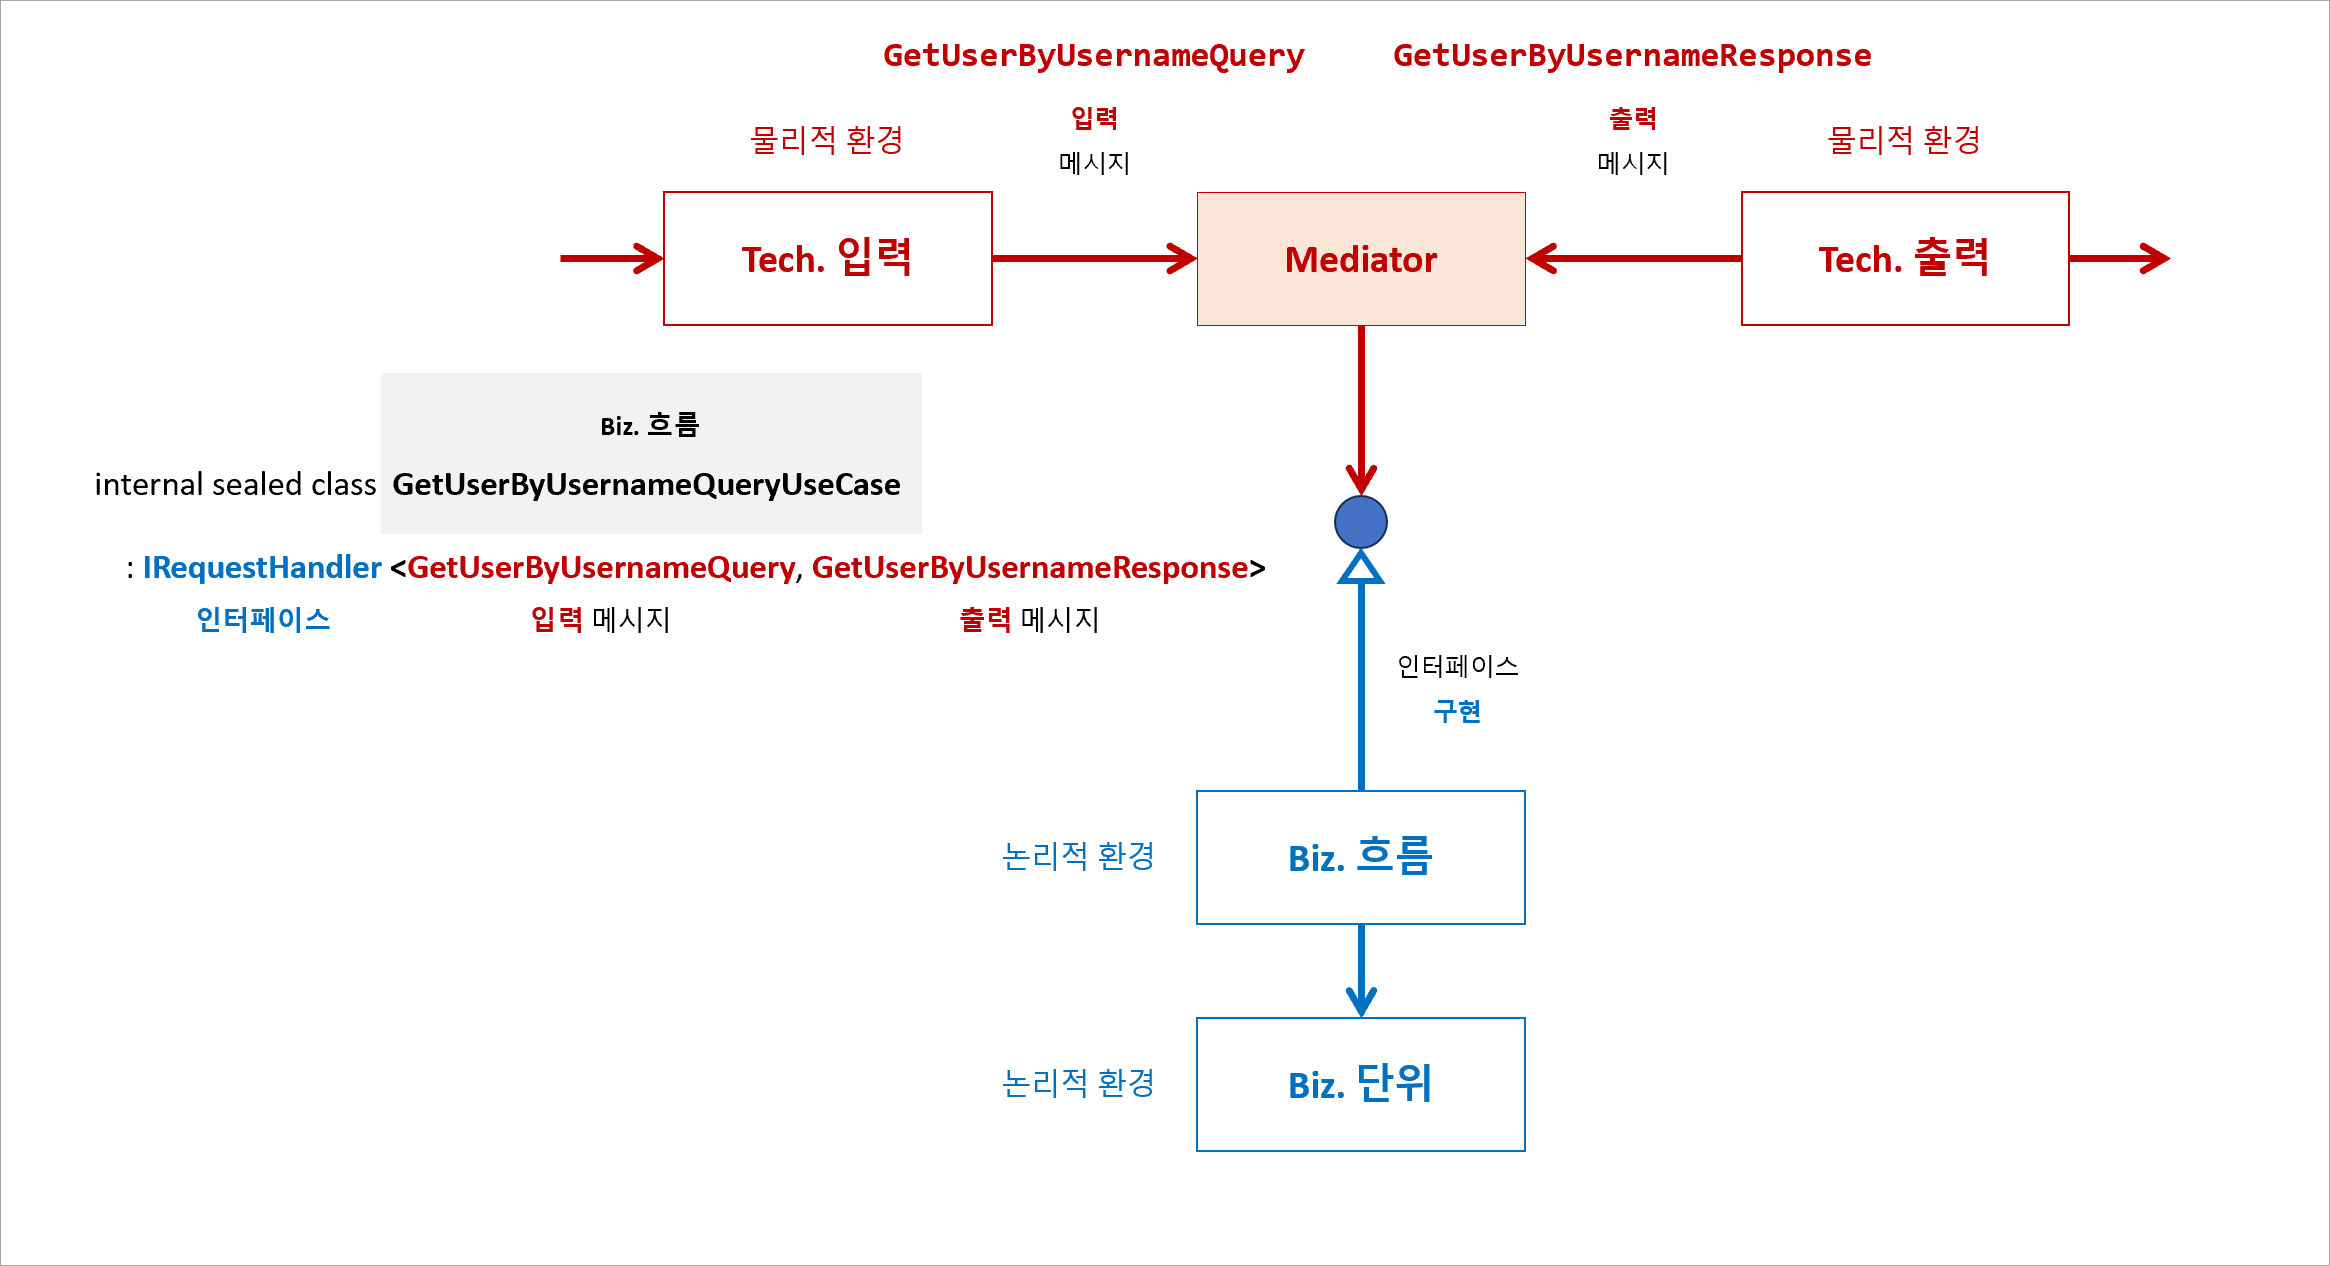 GetUserByUsernameQuery GetUserByUsernameResponse
입력 출력
물리적 환경 메시지 메시지 물리적 환경
Tech. 입력 Mediator Tech. 출력
Biz. 흐름
internal sealed class GetUserByUsernameQueryUseCase
: IRequestHandler <GetUserByUsernameQuery, GetUserByUsernameResponse>
인터페이스 입력 메시지 출력 메시지
인터페이스
구현
논리적 환경 Biz. 흐름
논리적 환경 Biz. 단위